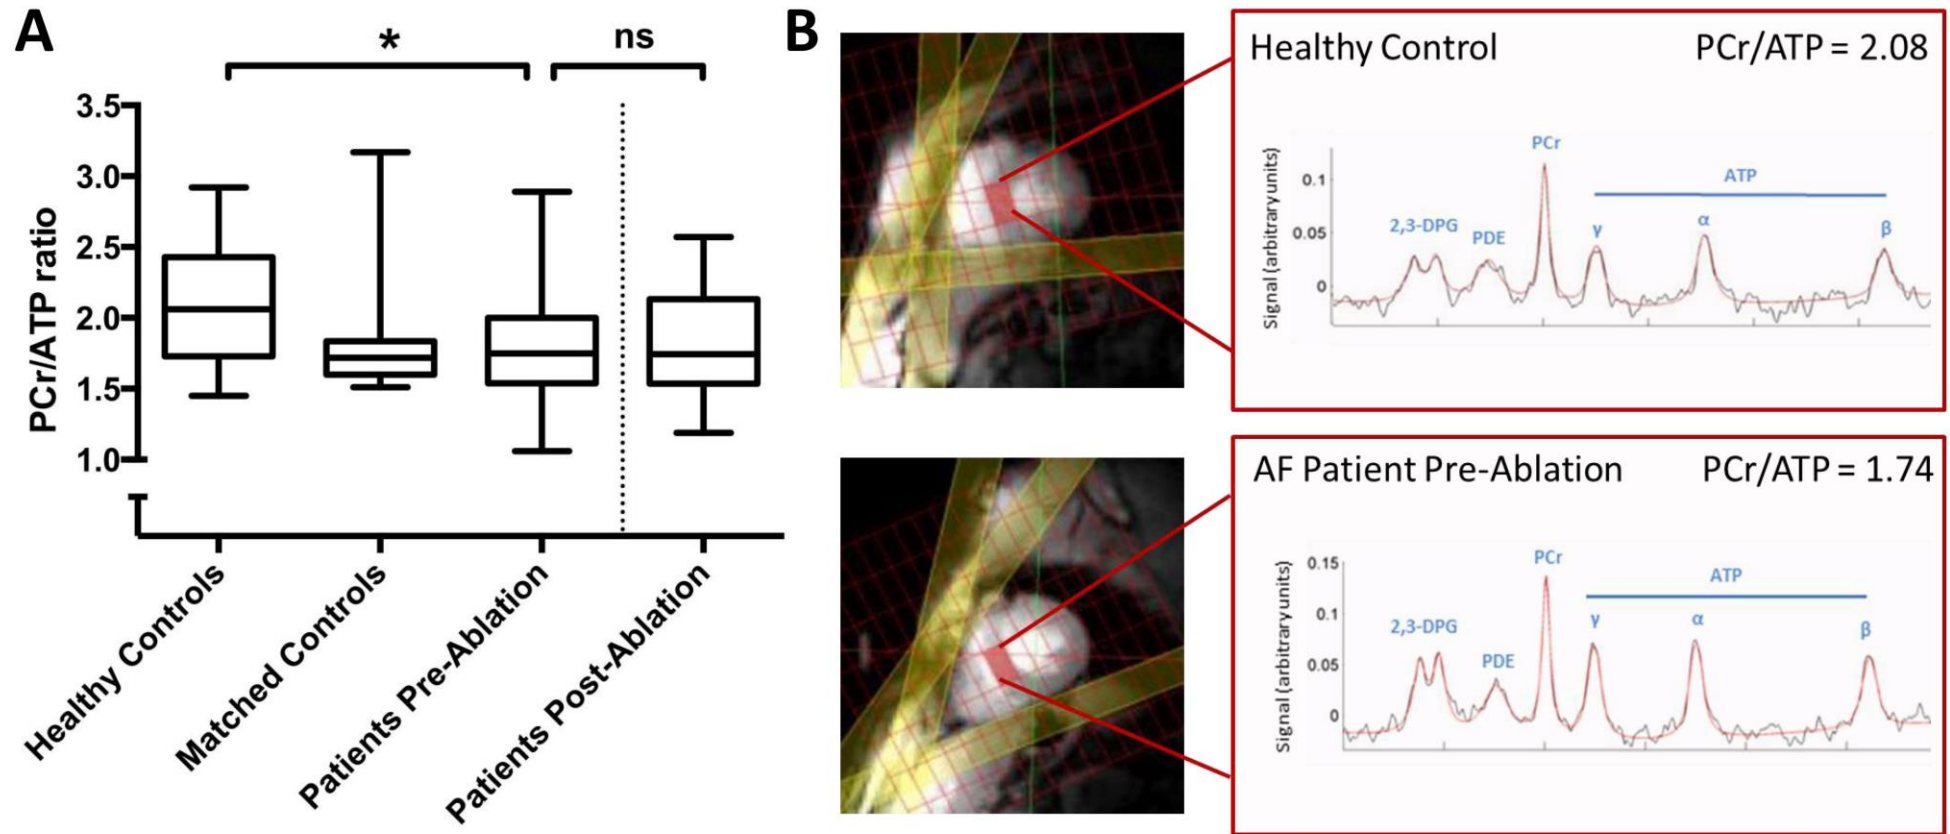 A
*
ns
PCr/ATP ratio
3.5
3.0
2.5
2.0
1.5
1.0
Healthy Controls
Matched Controls
Patients Pre-Ablation
Patients Post-Ablation
B
Healthy Control PCr/ATP = 2.08
Signal (arbitrary units)
0.1
0.05
0
2,3-DPG
PDE
PCr
ATP
γ
α
β
AF Patient Pre-Ablation PCr/ATP = 1.74
Signal (arbitrary units)
0.15
0.1
0.05
0
2,3-DPG
PDE
PCr
ATP
γ
α
β